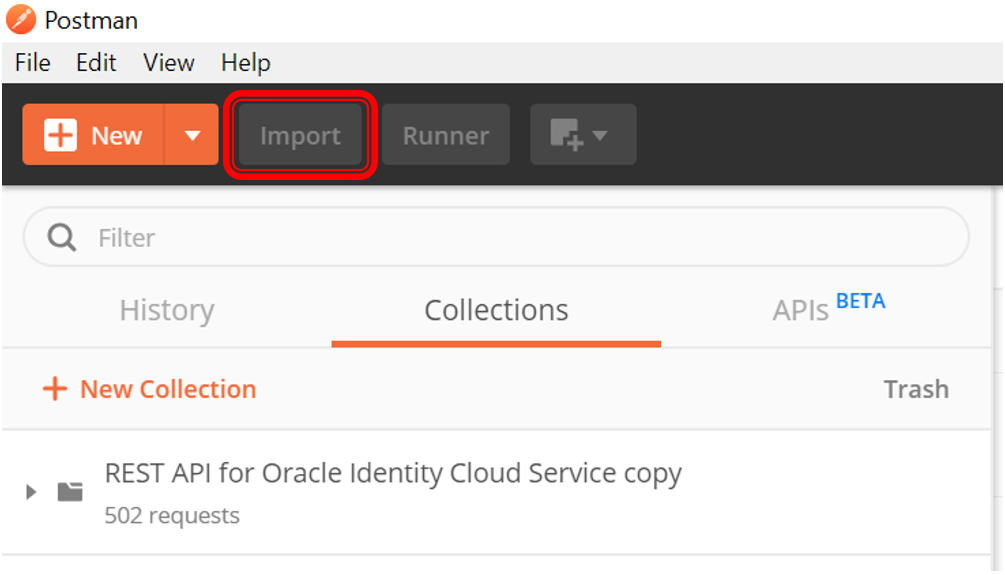 Postman
File Edit View Help
New Import Runner
Filter
History Collections APIs BETA
New Collection Trash
REST API for Oracle Identity Cloud Service copy
502 requests